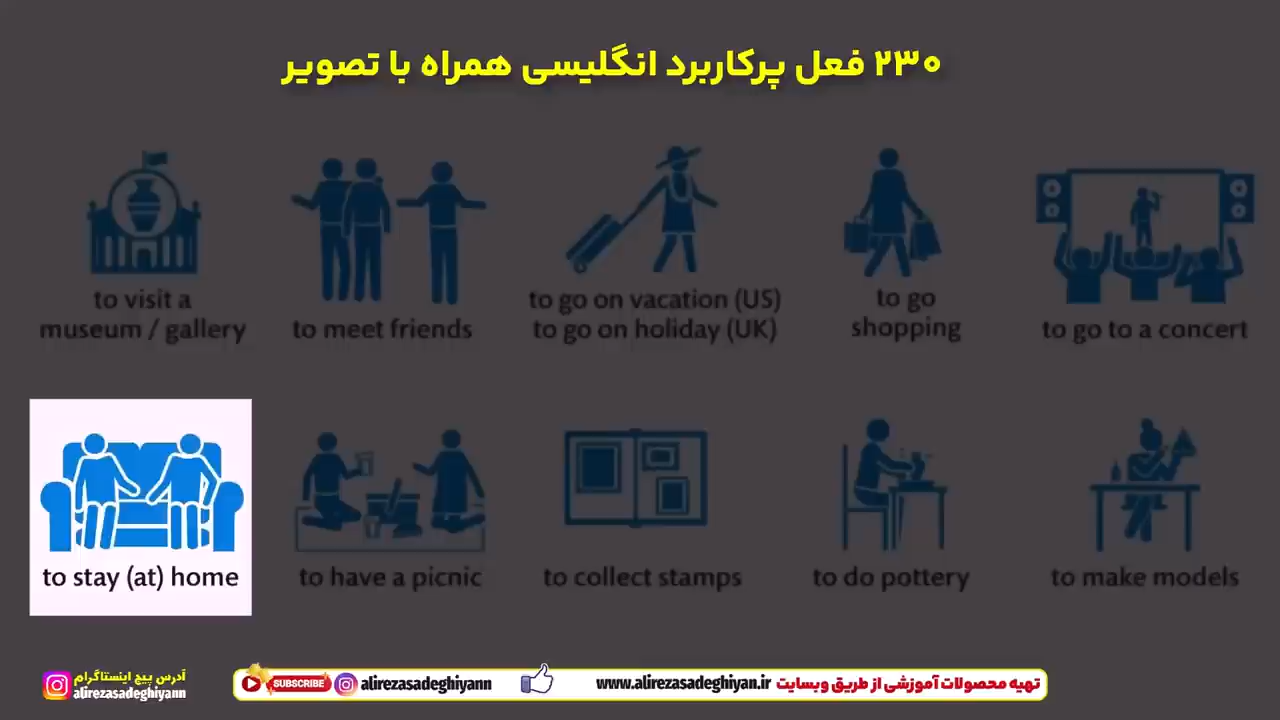 ۲۳۰ فعل پرکاربرد انگلیسی همراه با تصویر
to visit a
museum / gallery
to meet friends
to go on vacation (US)
to go on holiday (UK)
to go
shopping
to go to a concert
to stay (at) home
to have a picnic
to collect stamps
to do pottery
to make models
آدرس پیج اینستاگرام
alirezasadeghiyann
SUBSCRIBE
alirezasadeghiyann
www.alirezasadeghiyan.ir تهیه محصولات آموزشی از طریق وبسایت